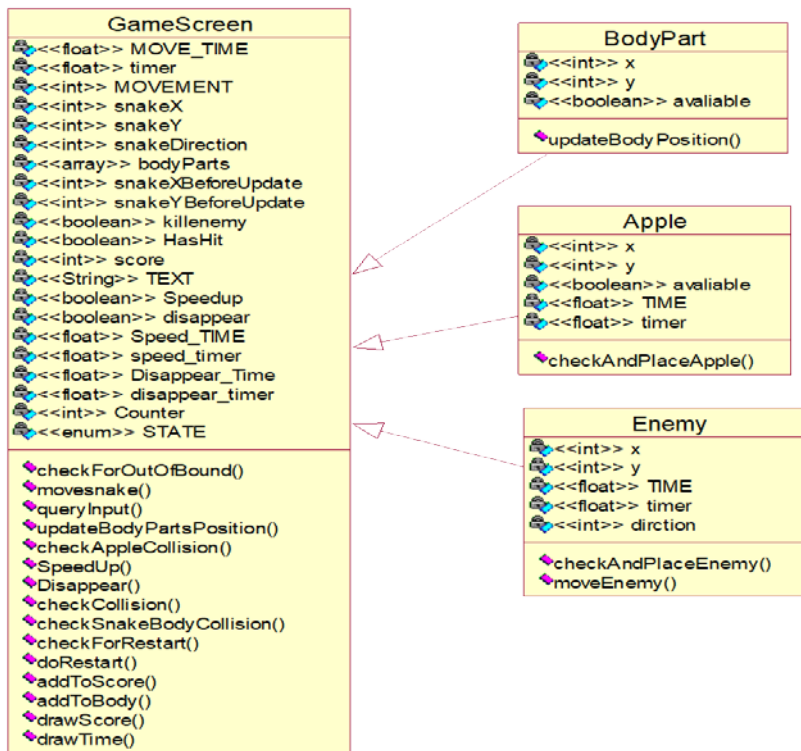 GameScreen
<<float>> MOVE_TIME
<<float>> timer
<<int>> MOVEMENT
<<int>> snakeX
<<int>> snakeY
<<int>> snakeDirection
<<array>> bodyParts
<<int>> snakeXBeforeUpdate
<<int>> snakeYBeforeUpdate
<<boolean>> killenemy
<<boolean>> HasHit
<<int>> score
<<String>> TEXT
<<boolean>> Speedup
<<boolean>> disappear
<<float>> Speed_TIME
<<float>> speed_timer
<<float>> Disappear_Time
<<float>> disappear_timer
<<int>> Counter
<<enum>> STATE
checkForOutOfBound()
movesnake()
queryInput()
updateBodyPartsPosition()
checkAppleCollision()
SpeedUp()
Disappear()
checkCollision()
checkSnakeBodyCollision()
checkForRestart()
doRestart()
addToScore()
addToBody()
drawScore()
drawTime()
BodyPart
<<int>> x
<<int>> y
<<boolean>> avaliable
updateBodyPosition()
Apple
<<int>> x
<<int>> y
<<boolean>> avaliable
<<float>> TIME
<<float>> timer
checkAndPlaceApple()
Enemy
<<int>> x
<<int>> y
<<float>> TIME
<<float>> timer
<<int>> dirction
checkAndPlaceEnemy()
moveEnemy()